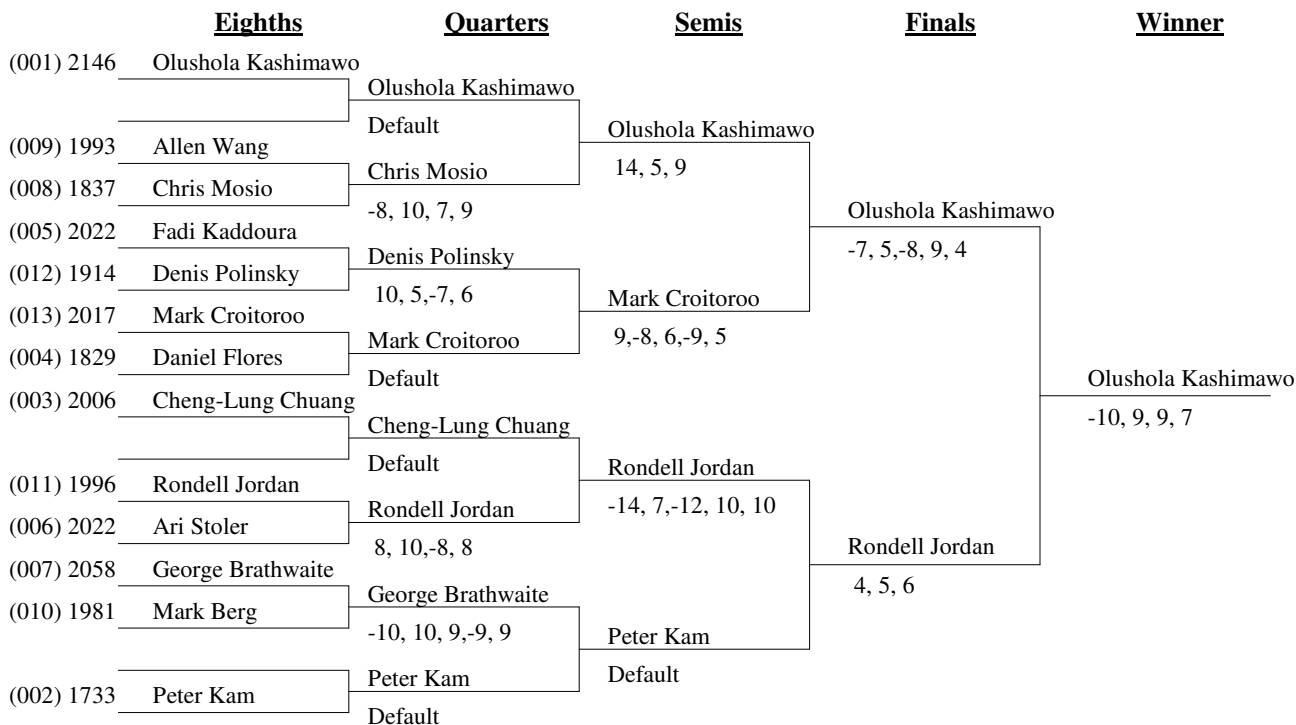 Eighths Quarters Semis Finals Winner
(001) 2146 Olushola Kashimawo
Olushola Kashimawo
Default
Olushola Kashimawo
(009) 1993 Allen Wang
14, 5, 9
Chris Mosio
(008) 1837 Chris Mosio
-8, 10, 7, 9
Olushola Kashimawo
(005) 2022 Fadi Kaddoura
-7, 5,-8, 9, 4
Denis Polinsky
(012) 1914 Denis Polinsky
10, 5,-7, 6
Mark Croitoroo
(013) 2017 Mark Croitoroo
9,-8, 6,-9, 5
Mark Croitoroo
(004) 1829 Daniel Flores
Default
Olushola Kashimawo
(003) 2006 Cheng-Lung Chuang
-10, 9, 9, 7
Cheng-Lung Chuang
Default
Rondell Jordan
(011) 1996 Rondell Jordan
-14, 7,-12, 10, 10
Rondell Jordan
(006) 2022 Ari Stoler
8, 10,-8, 8
Rondell Jordan
(007) 2058 George Brathwaite
4, 5, 6
George Brathwaite
(010) 1981 Mark Berg
-10, 10, 9,-9, 9
Peter Kam
Default
Peter Kam
(002) 1733 Peter Kam
Default